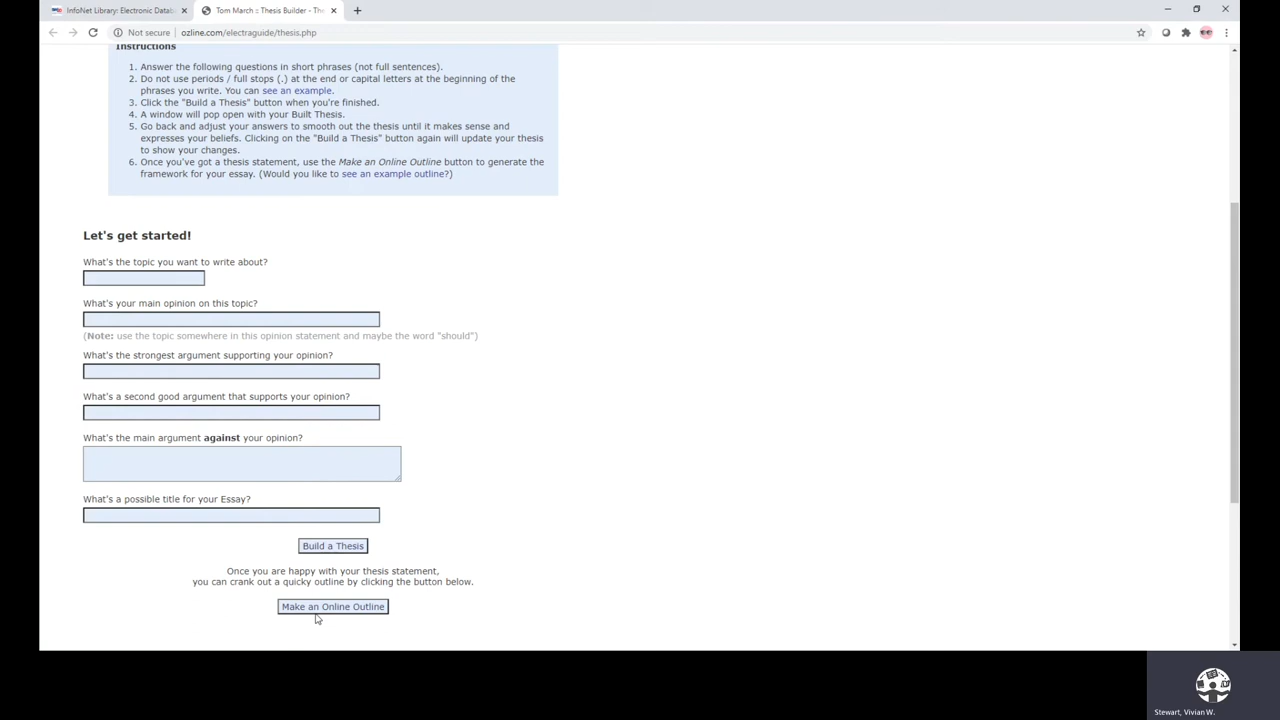 InfoNet Library: Electronic Datab
Tom March :: Thesis Builder - The
Not secure
ozline.com/electraguide/thesis.php
Instructions
1. Answer the following questions in short phrases (not full sentences).
2. Do not use periods / full stops (.) at the end or capital letters at the beginning of the
phrases you write. You can see an example.
3. Click the "Build a Thesis" button when you're finished.
4. A window will pop open with your Built Thesis.
5. Go back and adjust your answers to smooth out the thesis until it makes sense and
expresses your beliefs. Clicking on the "Build a Thesis" button again will update your thesis
to show your changes.
6. Once you've got a thesis statement, use the Make an Online Outline button to generate the
framework for your essay. (Would you like to see an example outline?)
Let's get started!
What's the topic you want to write about?
What's your main opinion on this topic?
(Note: use the topic somewhere in this opinion statement and maybe the word "should")
What's the strongest argument supporting your opinion?
What's a second good argument that supports your opinion?
What's the main argument against your opinion?
What's a possible title for your Essay?
Build a Thesis
Once you are happy with your thesis statement,
you can crank out a quicky outline by clicking the button below.
Make an Online Outline
Stewart, Vivian W.